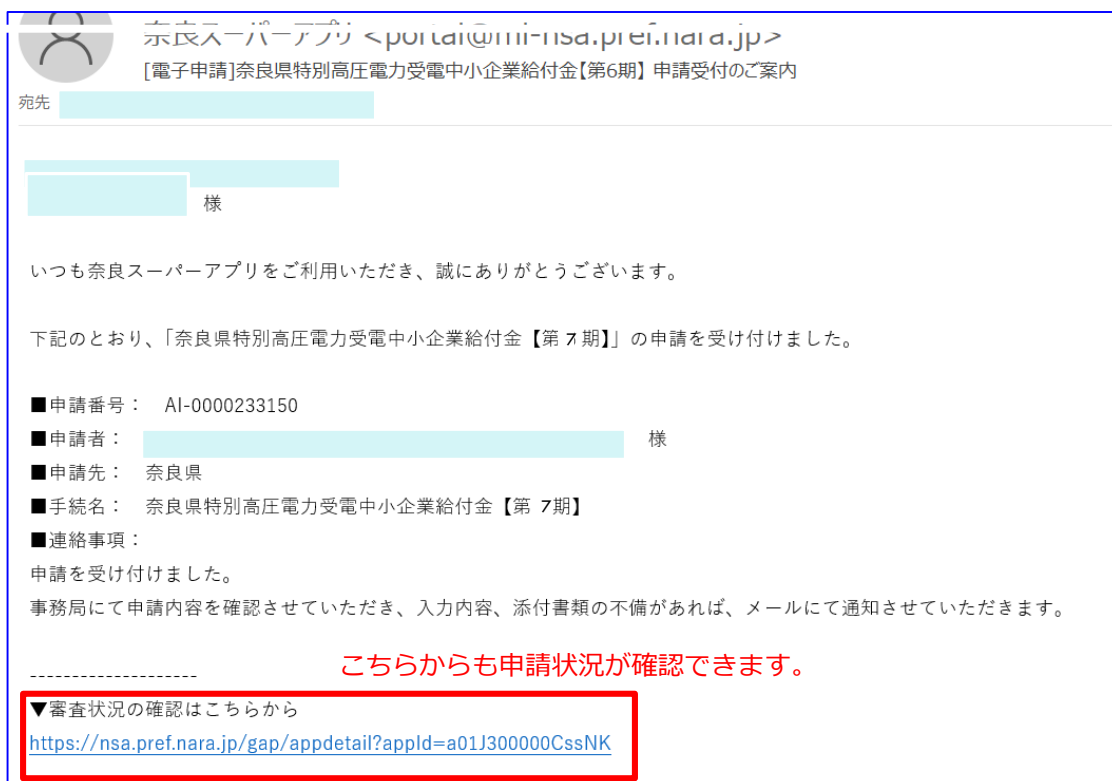 奈良スーパーアプリ <portal@ml-nsa.pref.nara.jp>
[電子申請]奈良県特別高圧電力受電中小企業給付金【第6期】 申請受付のご案内
宛先
様
いつも奈良スーパーアプリをご利用いただき、誠にありがとうございます。
下記のとおり、「奈良県特別高圧電力受電中小企業給付金【第 7 期】」の申請を受け付けました。
■申請番号： AI-0000233150
■申請者： 様
■申請先： 奈良県
■手続名： 奈良県特別高圧電力受電中小企業給付金【第 7期】
■連絡事項：
申請を受け付けました。
事務局にて申請内容を確認させていただき、入力内容、添付書類の不備があれば、メールにて通知させていただきます。
こちらからも申請状況が確認できます。
--------------------
▼審査状況の確認はこちらから
https://nsa.pref.nara.jp/gap/appdetail?appId=a01J300000CssNK